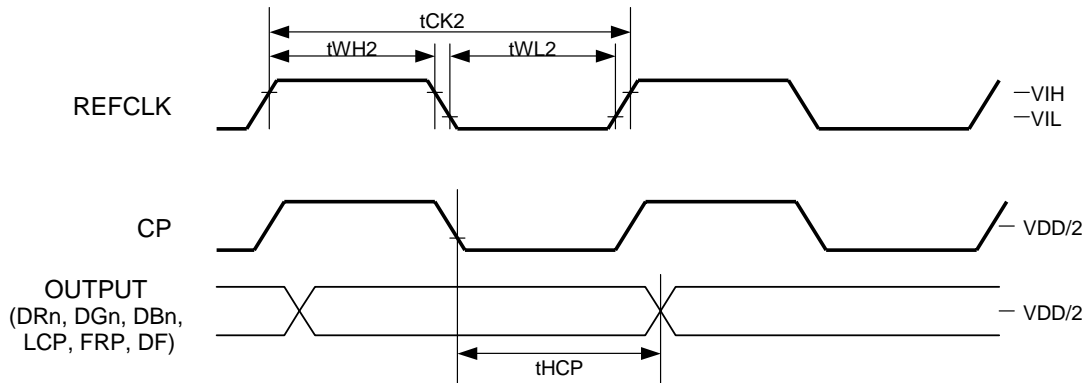 tCK2
tWH2
tWL2
REFCLK
VIH
VIL
CP
VDD/2
OUTPUT
(DRn, DGn, DBn,
LCP, FRP, DF)
VDD/2
tHCP